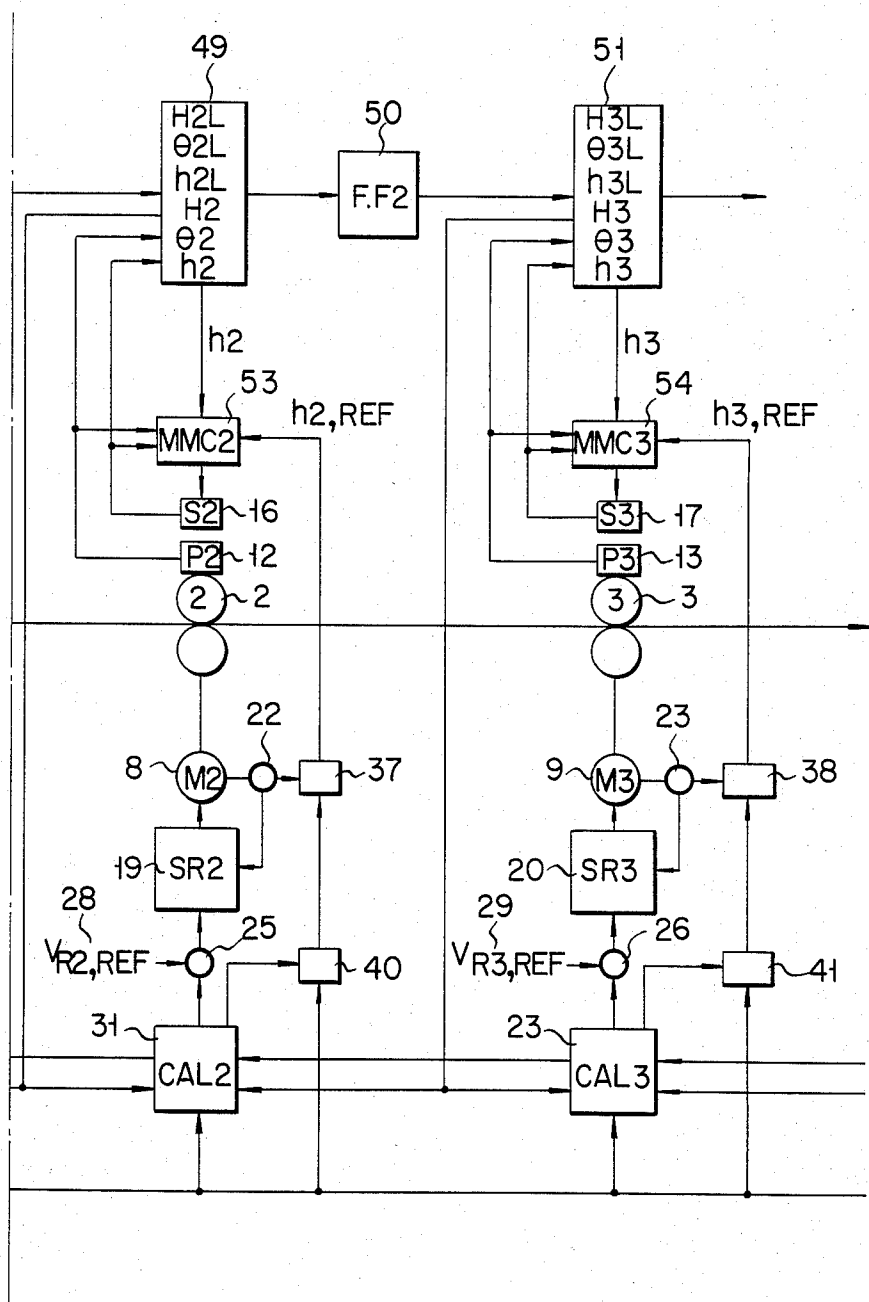 49
H2L
θ2L
h2L
H2
θ2
h2
50
F.F2
51
H3L
θ3L
h3L
H3
θ3
h3
h2
h3
53
MMC2
h2,REF
54
MMC3
h3,REF
S2
16
S3
17
P2
12
P3
13
2
2
3
3
22
8
M2
37
23
9
M3
38
19
SR2
20
SR3
28
VR2,REF
25
40
29
VR3,REF
26
41
31
CAL2
23
CAL3